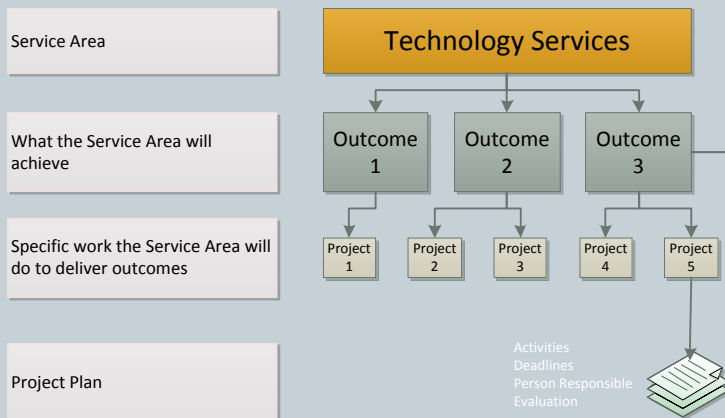 Service Area
Technology Services
What the Service Area will
achieve
Outcome
1
Outcome
2
Outcome
3
Specific work the Service Area will
do to deliver outcomes
Project
1
Project
2
Project
3
Project
4
Project
5
Project Plan
Activities
Deadlines
Person Responsible
Evaluation